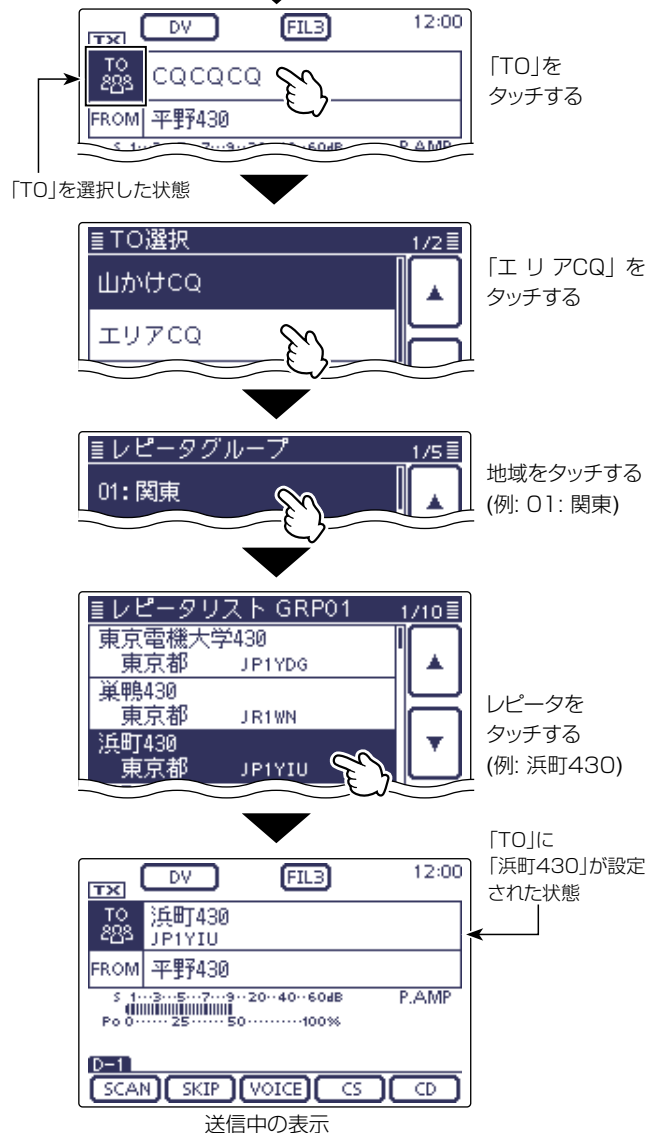 TX DV FIL3 12:00
TO CQCQCQ
「TO」を
タッチする
FROM 平野430
「TO」を選択した状態
TO選択 1/2
山かけCQ
エリアCQ
「エ リ アCQ」を
タッチする
レピータグループ 1/5
01: 関東
地域をタッチする
(例: 01: 関東)
レピータリスト GRP01 1/10
東京電機大学430
東京都 JP1YDG
巣鴨430
東京都 JR1WN
浜町430
東京都 JP1YIU
レピータを
タッチする
(例: 浜町430)
「TO」に
「浜町430」が設定
された状態
TX DV FIL3 12:00
TO 浜町430
JP1YIU
FROM 平野430
S 1···3···5···7···9··20··40··60dB P.AMP
Po 0······ 25······ 50··········100%
D-1
SCAN SKIP VOICE CS CD
送信中の表示